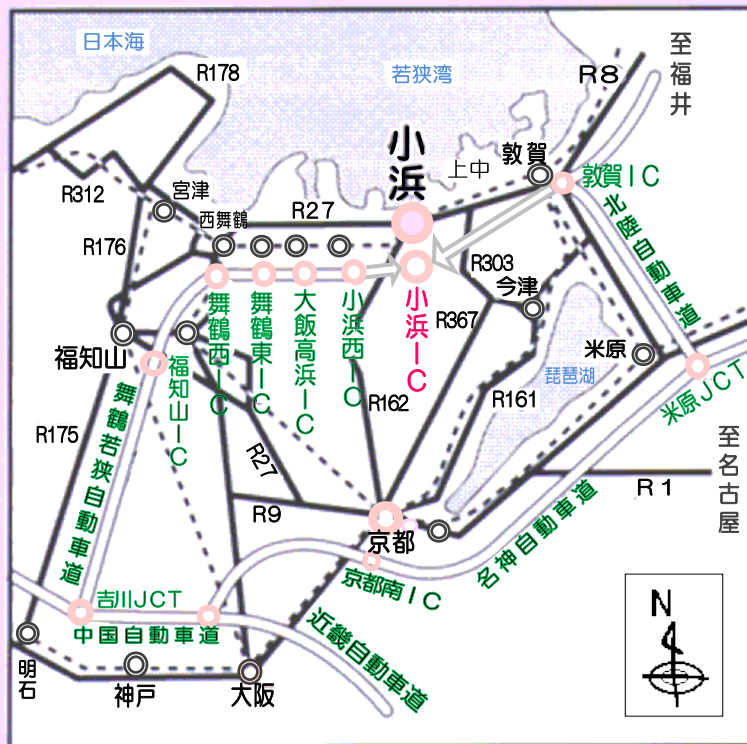 日本海
R178
若狭湾
R8
至福井
小浜
上中
敦賀
敦賀IC
R312
宮津
西舞鶴
R27
北陸自動車道
R176
R303
今津
舞鶴西IC
舞鶴東IC
大飯高浜IC
小浜西IC
小浜IC
R367
福知山
福知山IC
米原
琵琶湖
米原JCT
R162
R161
R175
舞鶴若狭自動車道
R27
至名古屋
R1
R9
京都
名神自動車道
京都南IC
吉川JCT
中国自動車道
近畿自動車道
明石
神戸
大阪
N